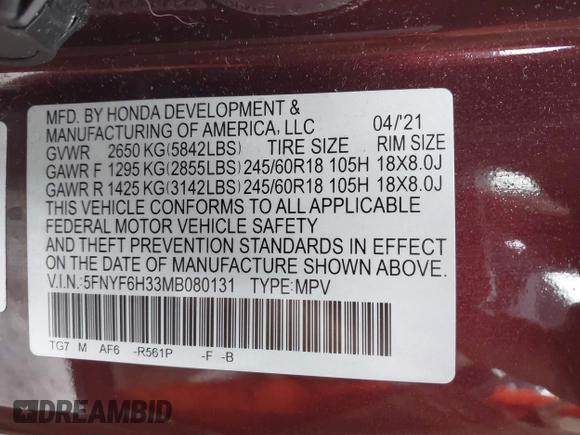 MFD. BY HONDA DEVELOPMENT &
MANUFACTURING OF AMERICA, LLC 04/'21
GVWR 2650 KG(5842LBS) TIRE SIZE RIM SIZE
GAWR F 1295 KG(2855LBS) 245/60R18 105H 18X8.0J
GAWR R 1425 KG(3142LBS) 245/60R18 105H 18X8.0J
THIS VEHICLE CONFORMS TO ALL APPLICABLE
FEDERAL MOTOR VEHICLE SAFETY
AND THEFT PREVENTION STANDARDS IN EFFECT
ON THE DATE OF MANUFACTURE SHOWN ABOVE.
V.I.N.:5FNYF6H33MB080131 TYPE:MPV
TG7 M AF6 -R561P -F -B
DREAMBID